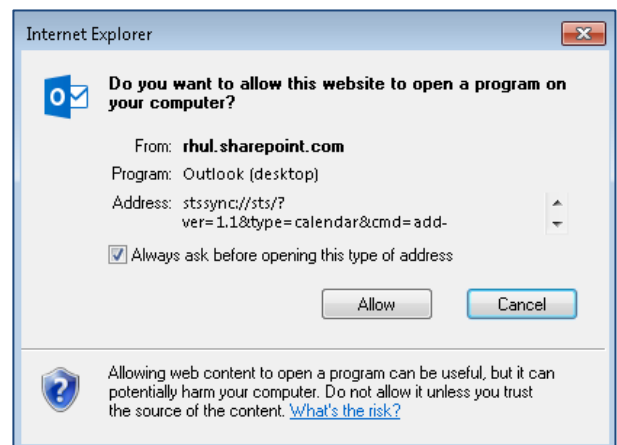 Internet Explorer
Do you want to allow this website to open a program on
your computer?
From: rhul.sharepoint.com
Program: Outlook (desktop)
Address: stssync://sts/?
ver=1.1&type=calendar&cmd=add-
Always ask before opening this type of address
Allow Cancel
Allowing web content to open a program can be useful, but it can
potentially harm your computer. Do not allow it unless you trust
the source of the content. What's the risk?